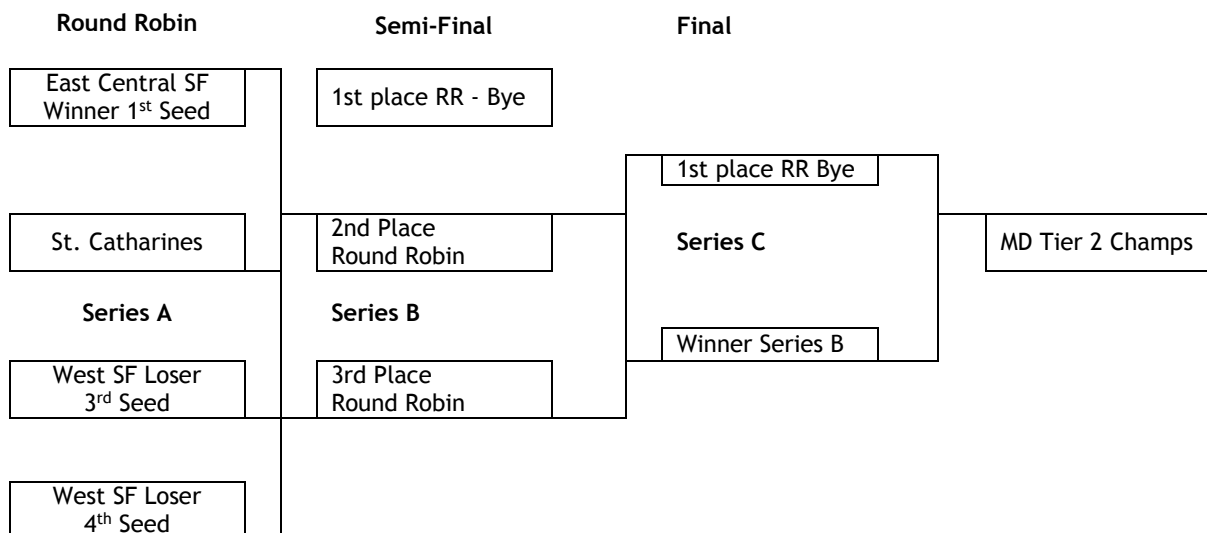 Round Robin
Semi-Final
Final
East Central SF
Winner 1st Seed
1st place RR - Bye
1st place RR Bye
St. Catharines
2nd Place
Round Robin
Series C
MD Tier 2 Champs
Series A
Series B
Winner Series B
West SF Loser
3rd Seed
3rd Place
Round Robin
West SF Loser
4th Seed